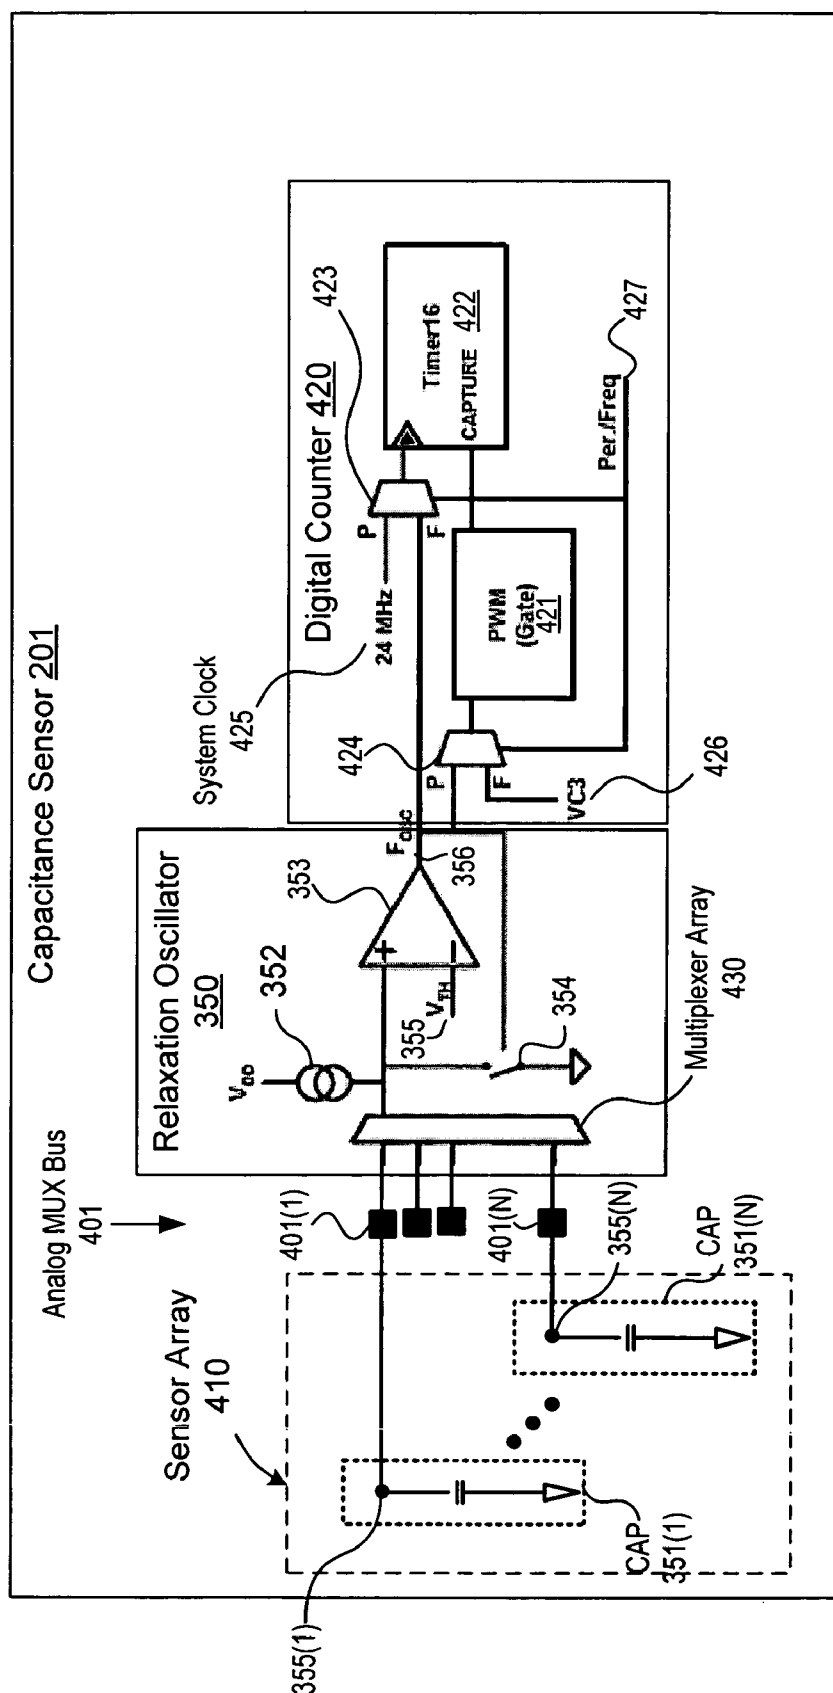 Capacitance Sensor 201
Analog MUX Bus
401
Sensor Array
410
355(1)
CAP
351(1)
CAP
351(N)
355(N)
401(1)
401(N)
Relaxation Oscillator
350
352
VDD
353
VTH
355
+
–
FOSC
356
354
Multiplexer Array
430
System Clock
425
Digital Counter 420
423
24 MHz
P
F
424
P
F
VC3
426
PWM
(Gate)
421
Timer16
422
CAPTURE
Per./Freq
427